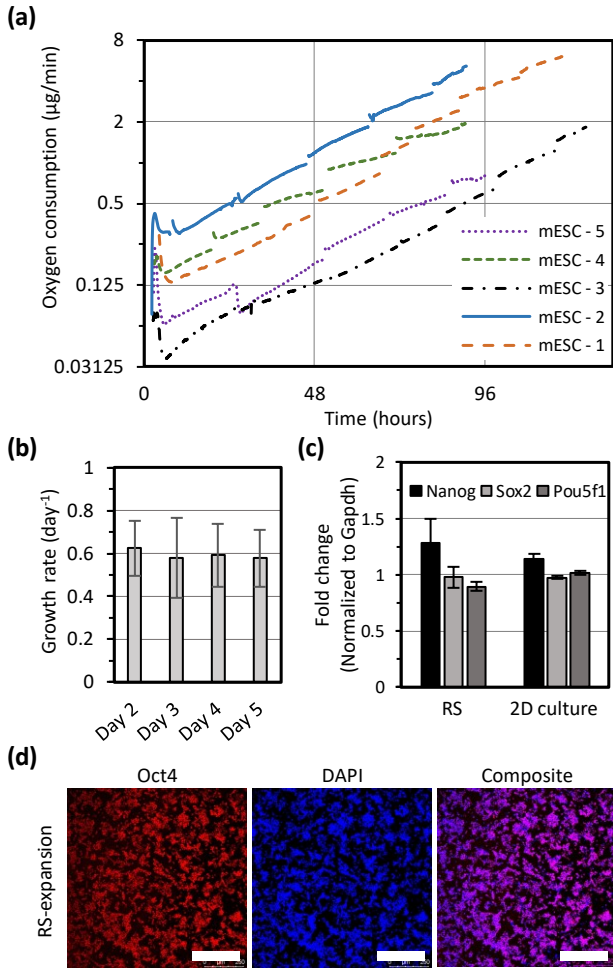 (a)
Oxygen consumption (µg/min)
8
2
0.5
0.125
0.03125
0
48
96
Time (hours)
mESC - 5
mESC - 4
mESC - 3
mESC - 2
mESC - 1
(b)
Growth rate (day⁻¹)
1
0.8
0.6
0.4
0.2
0
Day 2
Day 3
Day 4
Day 5
(c)
Fold change
(Normalized to Gapdh)
2
1.5
1
0.5
0
Nanog Sox2 Pou5f1
RS
2D culture
(d)
Oct4
DAPI
Composite
RS-expansion
0 µm 250